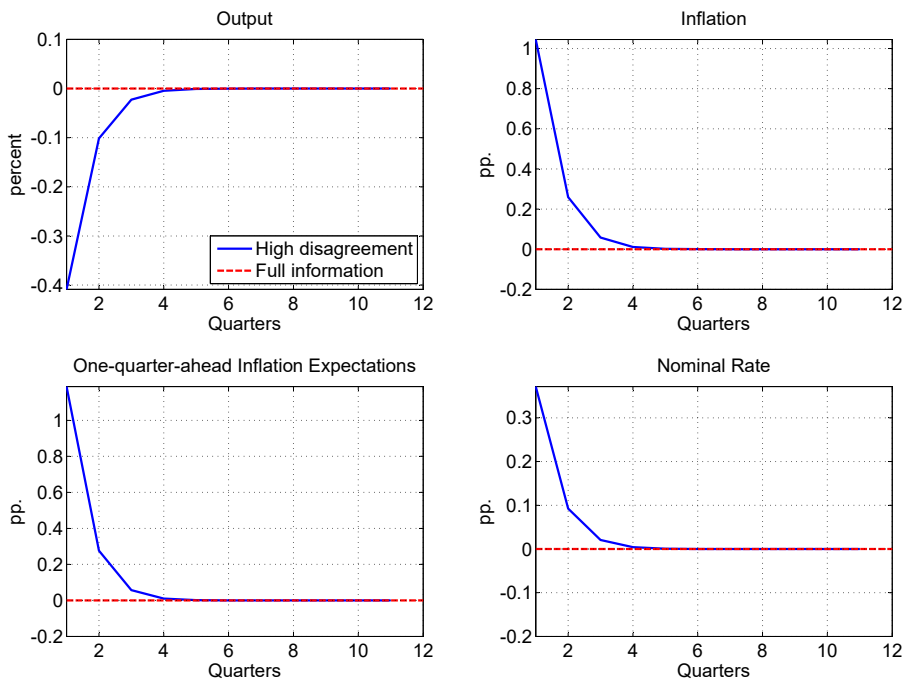 Output
0.1
0
-0.1
-0.2
-0.3
-0.4
percent
High disagreement
Full information
2 4 6 8 10 12
Quarters
Inflation
1
0.8
0.6
0.4
0.2
0
-0.2
pp.
2 4 6 8 10 12
Quarters
One-quarter-ahead Inflation Expectations
1
0.8
0.6
0.4
0.2
0
-0.2
pp.
2 4 6 8 10 12
Quarters
Nominal Rate
0.3
0.2
0.1
0
-0.1
-0.2
pp.
2 4 6 8 10 12
Quarters